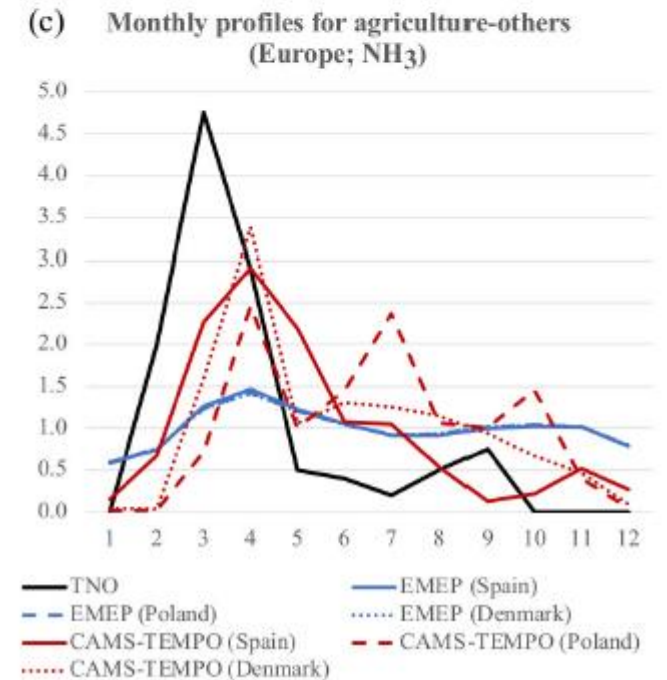 (c) Monthly profiles for agriculture-others
(Europe; NH3)
5.0
4.5
4.0
3.5
3.0
2.5
2.0
1.5
1.0
0.5
0.0
1 2 3 4 5 6 7 8 9 10 11 12
TNO EMEP (Spain)
EMEP (Poland) EMEP (Denmark)
CAMS-TEMPO (Spain) CAMS-TEMPO (Poland)
CAMS-TEMPO (Denmark)